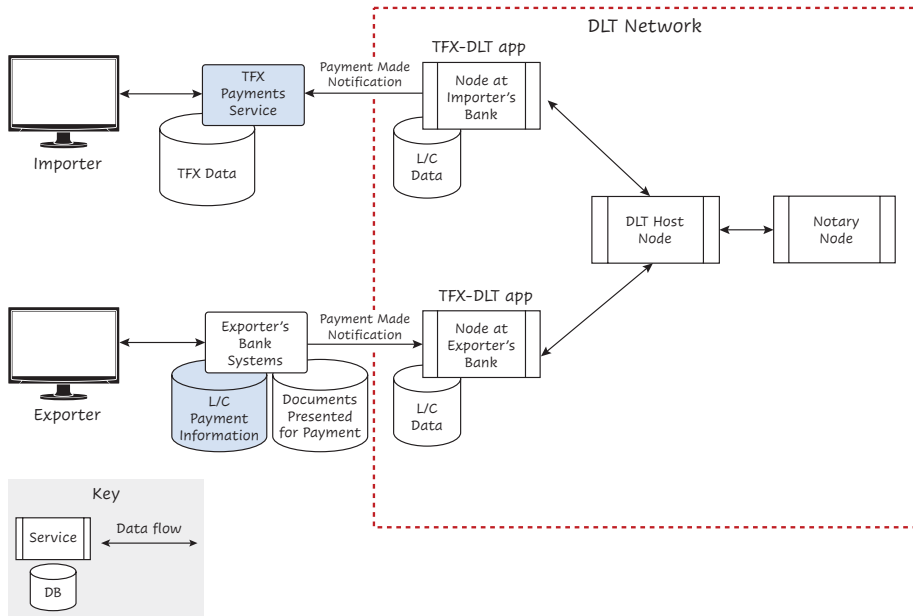 DLT Network
TFX-DLT app
TFX
Payments
Service
Payment Made
Notification
Node at
Importer's
Bank
Importer
TFX Data
L/C
Data
DLT Host
Node
Notary
Node
TFX-DLT app
Exporter's
Bank
Systems
Payment Made
Notification
Node at
Exporter's
Bank
Exporter
L/C
Payment
Information
Documents
Presented
for Payment
L/C
Data
Key
Service
Data flow
DB